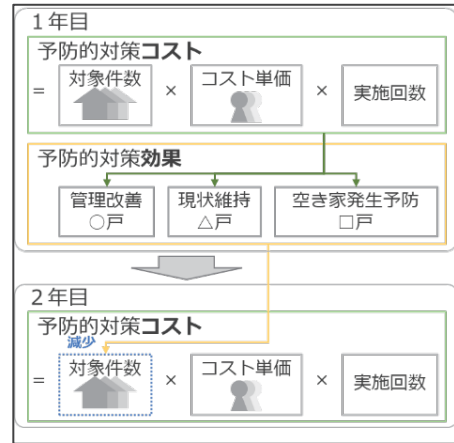 1年目
予防的対策コスト
= 対象件数 × コスト単価 × 実施回数
予防的対策効果
管理改善 現状維持 空き家発生予防
○戸 △戸 □戸
2年目
予防的対策コスト
減少
= 対象件数 × コスト単価 × 実施回数